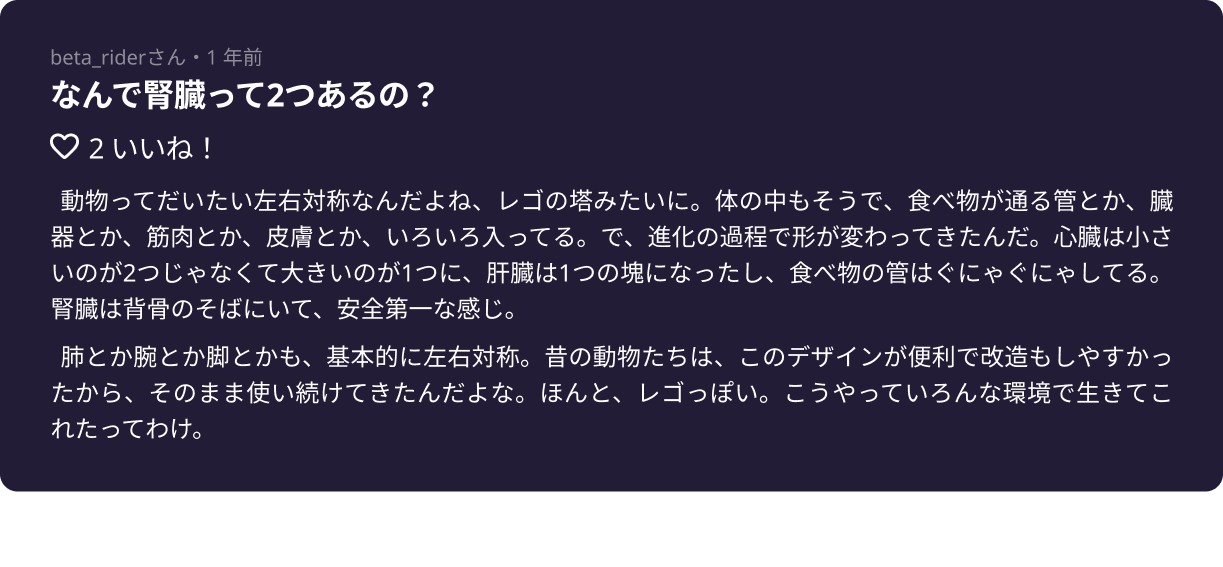 beta_riderさん・1 年前
なんで腎臓って2つあるの？
2 いいね！
動物ってだいたい左右対称なんだよね、レゴの塔みたいに。体の中もそうで、食べ物が通る管とか、臓
器とか、筋肉とか、皮膚とか、いろいろ入ってる。で、進化の過程で形が変わってきたんだ。心臓は小さ
いのが2つじゃなくて大きいのが1つに、肝臓は1つの塊になったし、食べ物の管はぐにゃぐにゃしてる。
腎臓は背骨のそばにいて、安全第一な感じ。
肺とか腕とか脚とかも、基本的に左右対称。昔の動物たちは、このデザインが便利で改造もしやすかっ
たから、そのまま使い続けてきたんだよな。ほんと、レゴっぽい。こうやっていろんな環境で生きてこ
れたってわけ。